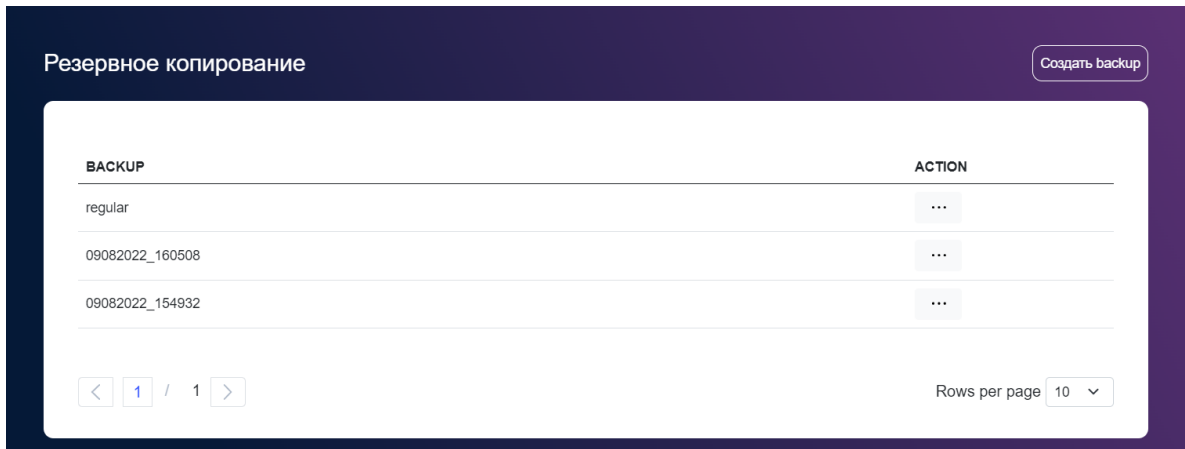 Резервное копирование
Создать backup
BACKUP ACTION
regular ...
09082022_160508 ...
09082022_154932 ...
< 1 / 1 > Rows per page 10